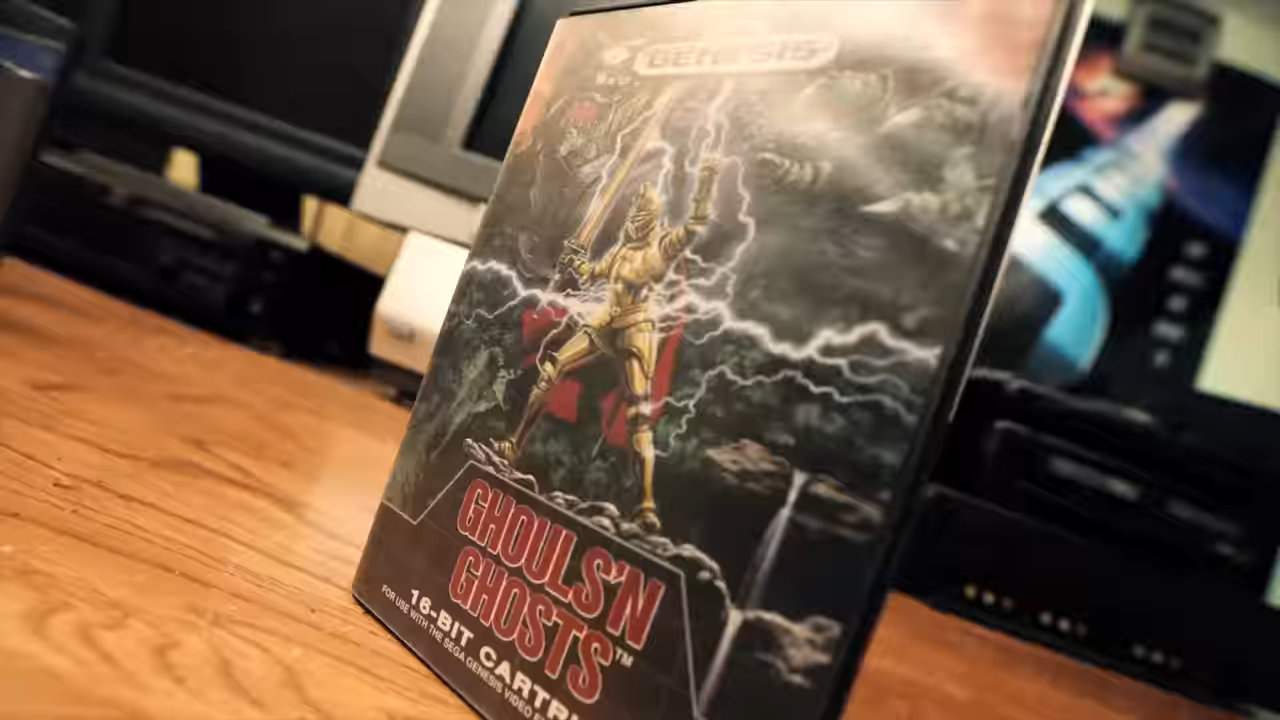 GENESIS
GHOULS'N
GHOSTS™
16-BIT CARTRI
FOR USE WITH THE SEGA GENESIS VIDEO